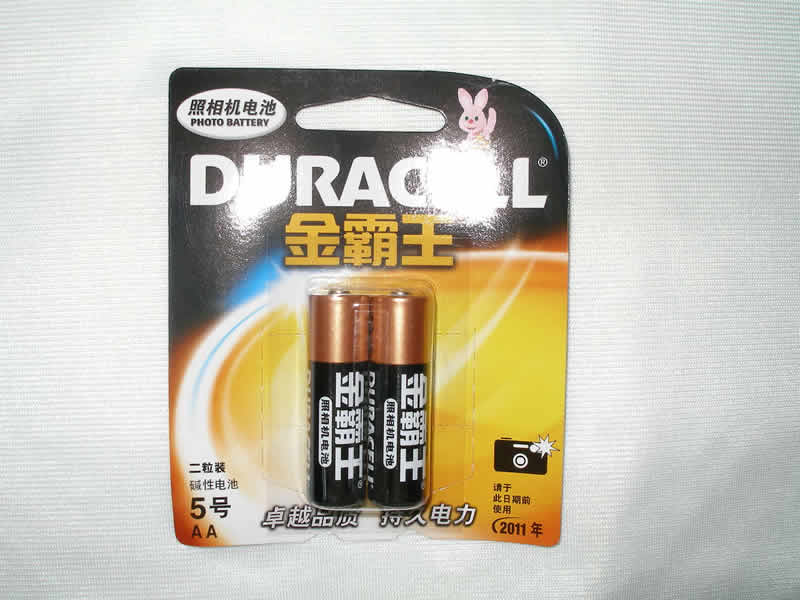 照相机电池
PHOTO BATTERY
DURACELL®
金霸王
金霸王®
照相机电池
DURACELL
金霸王®
照相机电池
二粒装
碱性电池
5号
AA
卓越品质 持久电力
请于
此日期前
使用
2011年